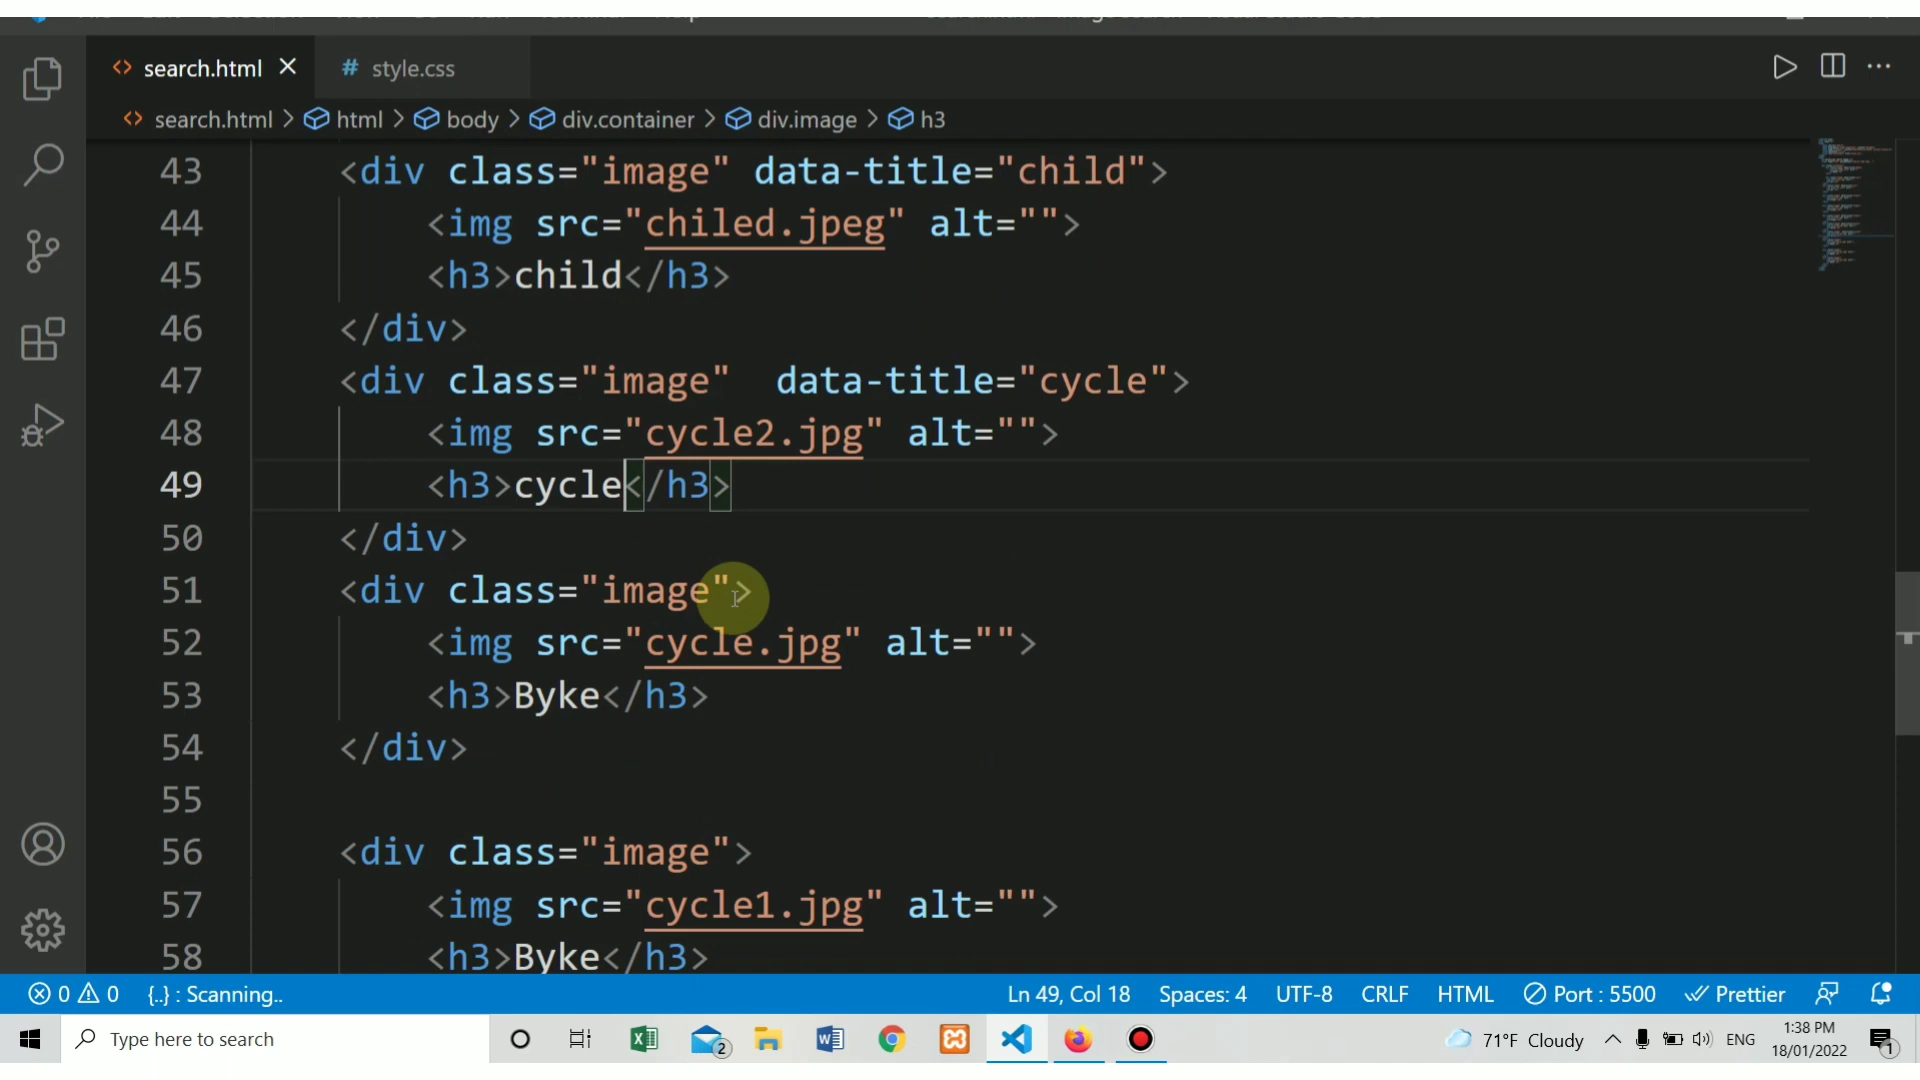 search.html
style.css
search.html > html > body > div.container > div.image > h3
43 <div class="image" data-title="child">
44 <img src="chiled.jpeg" alt="">
45 <h3>child</h3>
46 </div>
47 <div class="image"  data-title="cycle">
48 <img src="cycle2.jpg" alt="">
49 <h3>cycle</h3>
50 </div>
51 <div class="image">
52 <img src="cycle.jpg" alt="">
53 <h3>Byke</h3>
54 </div>
55
56 <div class="image">
57 <img src="cycle1.jpg" alt="">
58 <h3>Byke</h3>
0 0 {..} : Scanning.. Ln 49, Col 18 Spaces: 4 UTF-8 CRLF HTML Port : 5500 Prettier
Type here to search 2 71°F Cloudy ENG 1:38 PM
18/01/2022 1